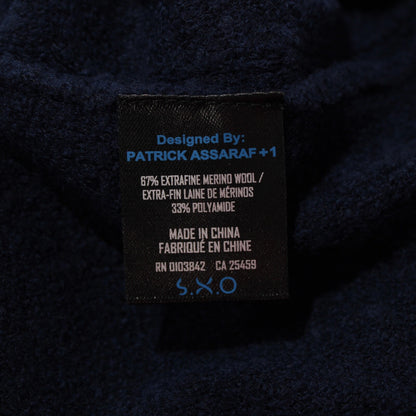 Designed By:
PATRICK ASSARAF + 1
67% EXTRAFINE MERINO WOOL /
EXTRA-FIN LAINE DE MÉRINOS
33% POLYAMIDE
MADE IN CHINA
FABRIQUÉ EN CHINE
RN 0103842 CA 25459
S.X.O